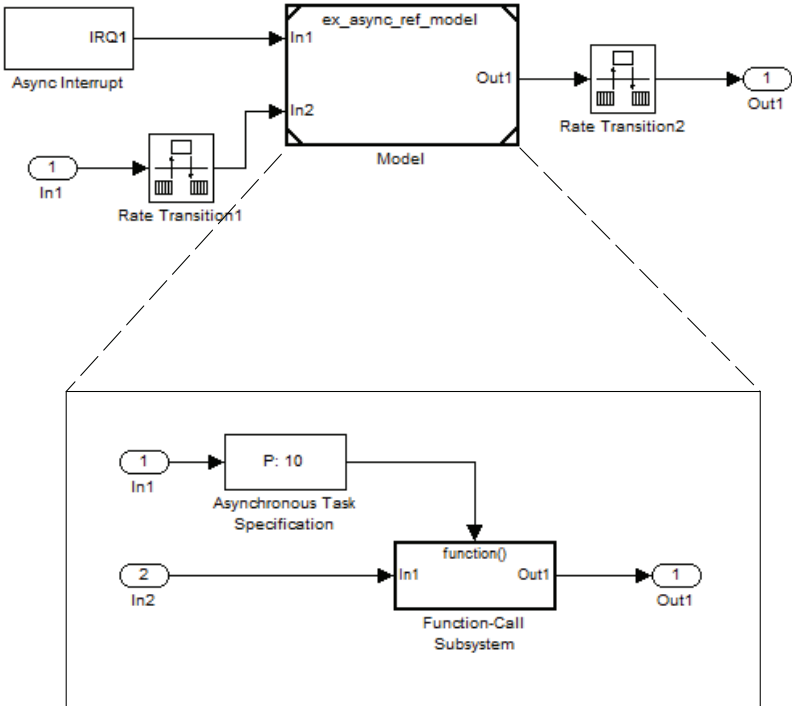 ex_async_ref_model
IRQ1
In1
Async Interrupt
Out1
1
Out1
In2
Rate Transition2
Model
1
In1
Rate Transition1
1
In1
P: 10
Asynchronous Task
Specification
function()
2
In2
In1
Out1
1
Out1
Function-Call
Subsystem